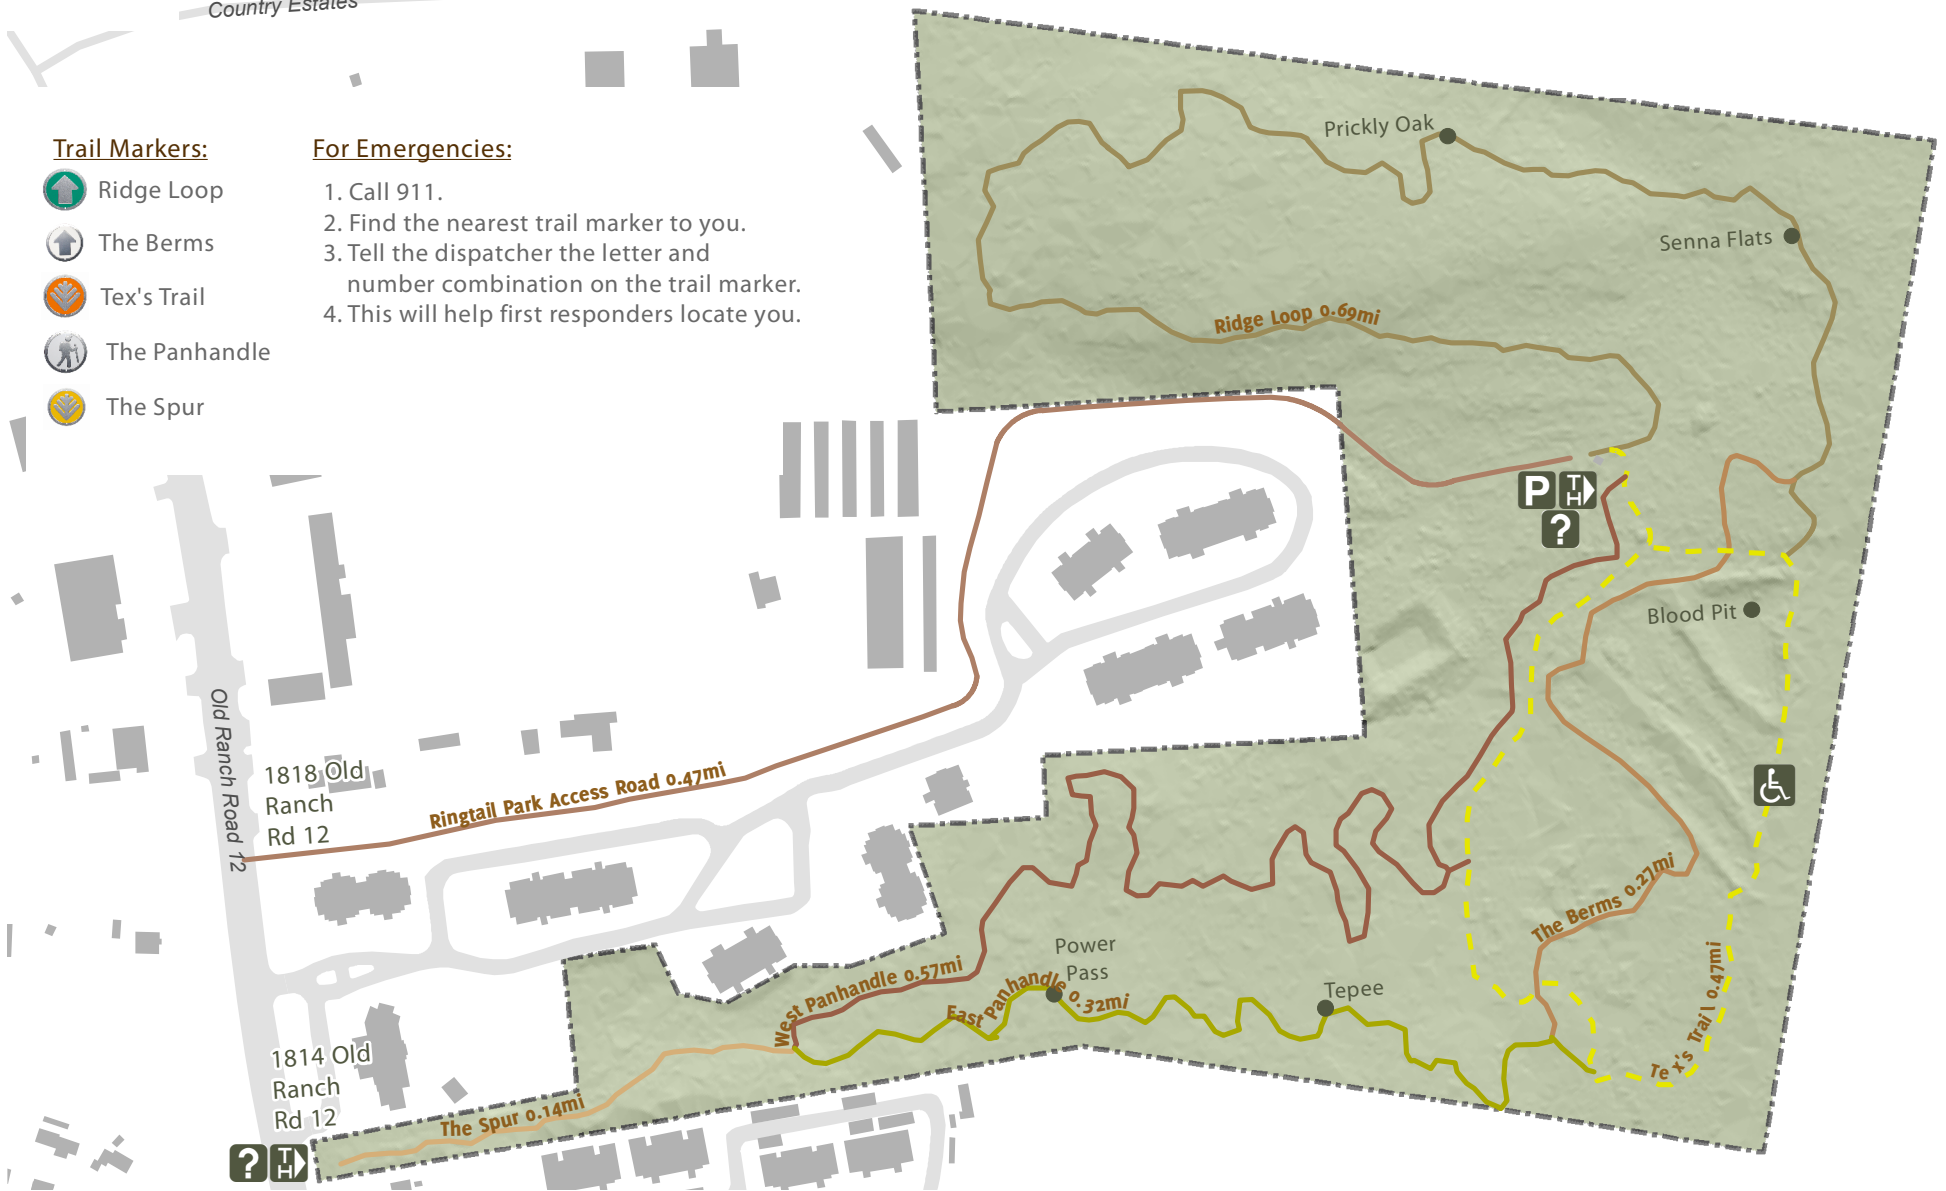 Country Estates
Trail Markers:
Ridge Loop
The Berms
Tex's Trail
The Panhandle
The Spur
For Emergencies:
1. Call 911.
2. Find the nearest trail marker to you.
3. Tell the dispatcher the letter and
number combination on the trail marker.
4. This will help first responders locate you.
Prickly Oak
Senna Flats
Ridge Loop 0.69mi
P
TH
?
Blood Pit
Old Ranch Road 12
1818 Old
Ranch
Rd 12
Ringtail Park Access Road 0.47mi
The Berms 0.27mi
Tex's Trail 0.47mi
Power
Pass
West Panhandle 0.57mi
East Panhandle 0.32mi
Tepee
1814 Old
Ranch
Rd 12
The Spur 0.14mi
?
TH